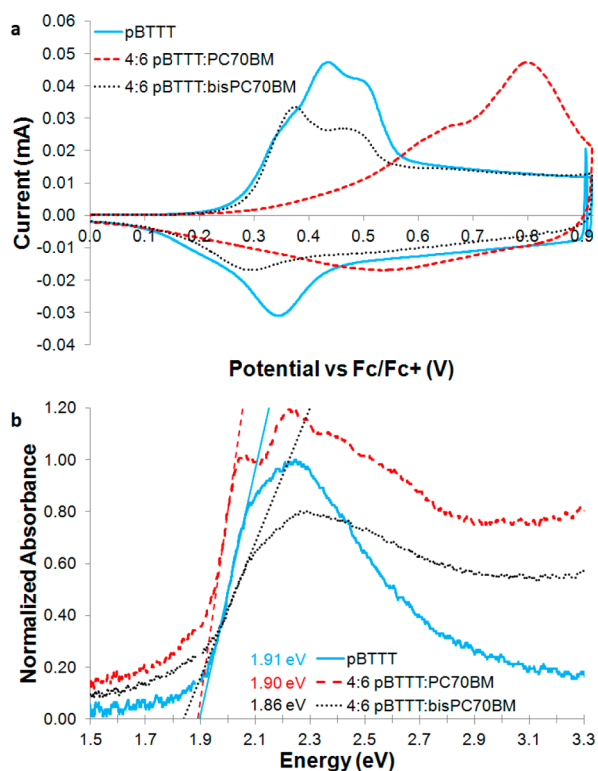 a
0.06
0.05
0.04
0.03
0.02
0.01
0.00
-0.01
-0.02
-0.03
-0.04
Current (mA)
pBTTT
4:6 pBTTT:PC70BM
4:6 pBTTT:bisPC70BM
0.0 0.1 0.2 0.3 0.4 0.5 0.6 0.7 0.8 0.9
Potential vs Fc/Fc+ (V)
b
1.20
1.00
0.80
0.60
0.40
0.20
0.00
Normalized Absorbance
1.91 eV pBTTT
1.90 eV 4:6 pBTTT:PC70BM
1.86 eV 4:6 pBTTT:bisPC70BM
1.5 1.7 1.9 2.1 2.3 2.5 2.7 2.9 3.1 3.3
Energy (eV)